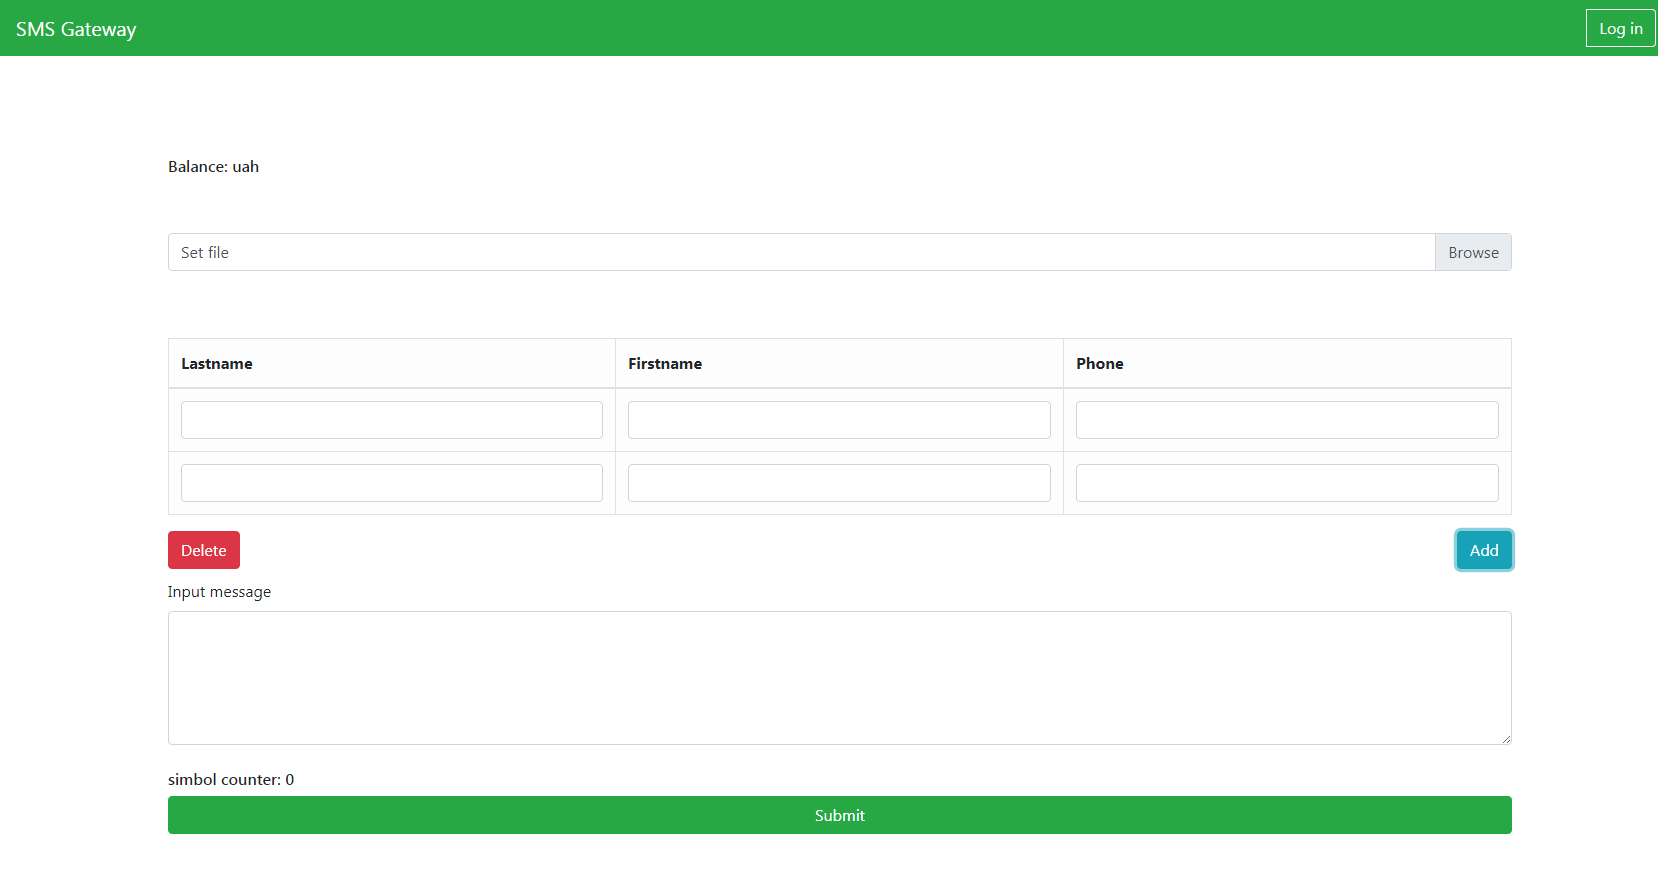 SMS Gateway Log in
Balance: uah
Set file Browse
Lastname Firstname Phone
Delete Add
Input message
simbol counter: 0
Submit